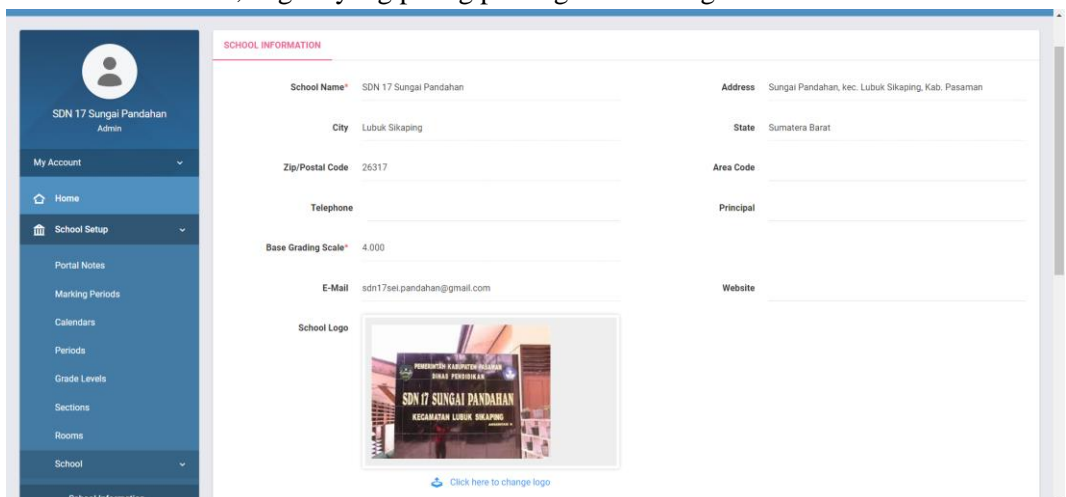 SCHOOL INFORMATION
SDN 17 Sungai Pandahan
Admin
My Account
Home
School Setup
Portal Notes
Marking Periods
Calendars
Periods
Grade Levels
Sections
Rooms
School
School Name* SDN 17 Sungai Pandahan
Address Sungai Pandahan, kec. Lubuk Sikaping, Kab. Pasaman
City Lubuk Sikaping
State Sumatera Barat
Zip/Postal Code 26317
Area Code
Telephone
Principal
Base Grading Scale* 4.000
E-Mail sdn17sei.pandahan@gmail.com
Website
School Logo
PEMERINTAH KABUPATEN PASAMAN
DINAS PENDIDIKAN
SDN 17 SUNGAI PANDAHAN
KECAMATAN LUBUK SIKAPING
Click here to change logo